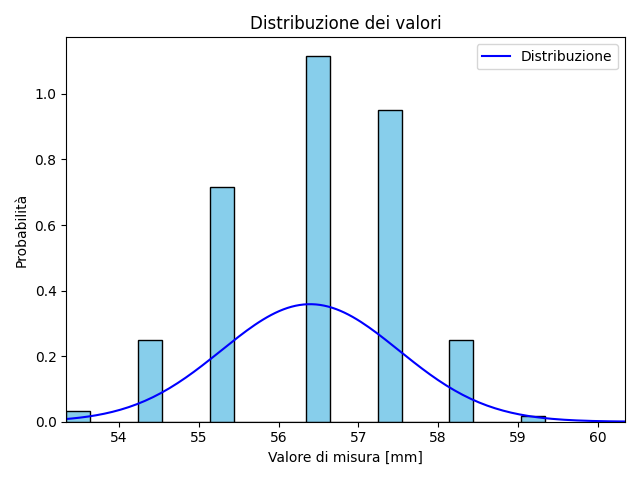 Distribuzione dei valori
Distribuzione
Probabilità
1.0
0.8
0.6
0.4
0.2
0.0
54 55 56 57 58 59 60
Valore di misura [mm]